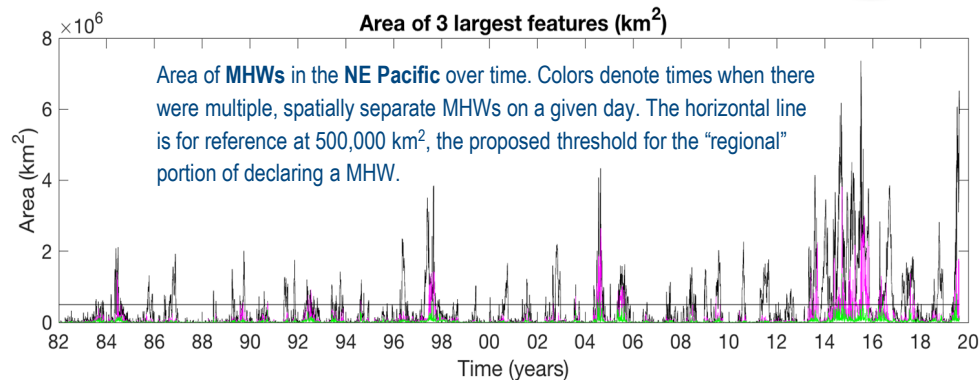 Area of 3 largest features (km²)
×10⁶
8
6
4
2
0
Area (km²)
Area of MHWs in the NE Pacific over time. Colors denote times when there
were multiple, spatially separate MHWs on a given day. The horizontal line
is for reference at 500,000 km², the proposed threshold for the “regional”
portion of declaring a MHW.
82 84 86 88 90 92 94 96 98 00 02 04 06 08 10 12 14 16 18 20
Time (years)